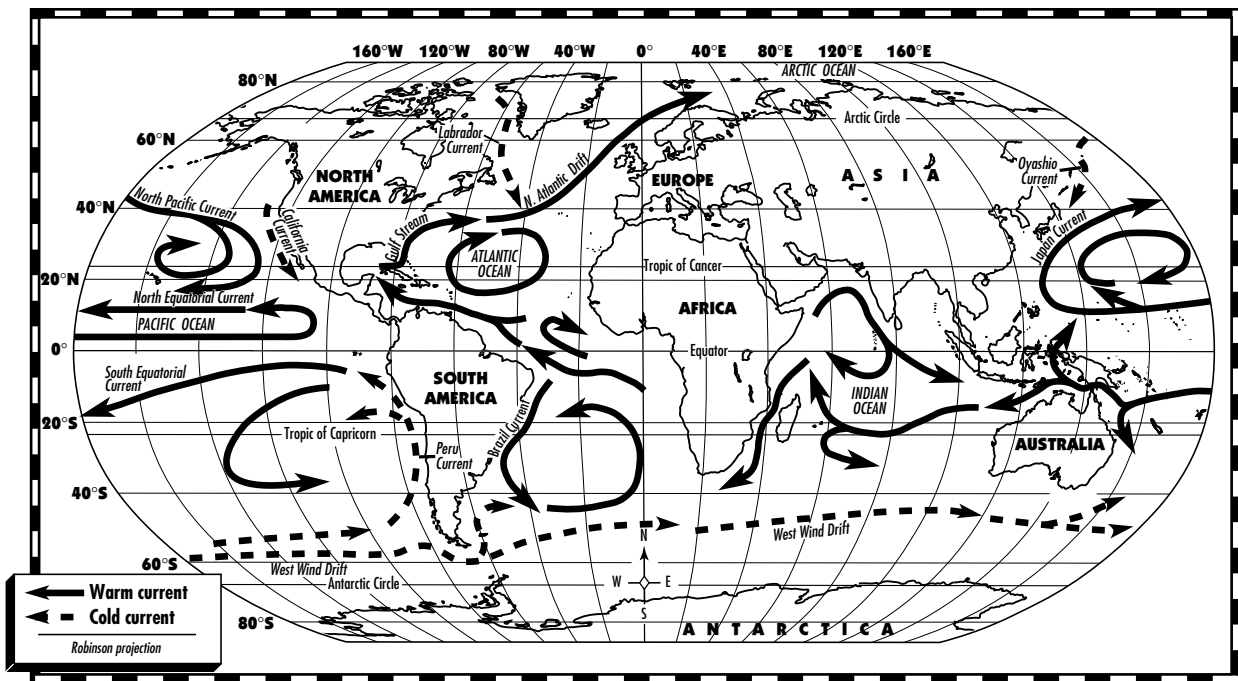 160°W 120°W 80°W 40°W 0° 40°E 80°E 120°E 160°E
ARCTIC OCEAN
80°N
Arctic Circle
60°N
Labrador
Current
N. Atlantic Drift
Oyashio
Current
NORTH
AMERICA
EUROPE
A S I A
North Pacific Current
40°N
California
Current
Gulf Stream
Japan Current
ATLANTIC
OCEAN
20°N
Tropic of Cancer
North Equatorial Current
AFRICA
PACIFIC OCEAN
0°
Equator
South Equatorial
Current
SOUTH
AMERICA
INDIAN
OCEAN
20°S
Tropic of Capricorn
Brazil Current
Peru
Current
AUSTRALIA
40°S
West Wind Drift
60°S
West Wind Drift
Antarctic Circle
N
W E
S
80°S
A N T A R C T I C A
Warm current
Cold current
Robinson projection